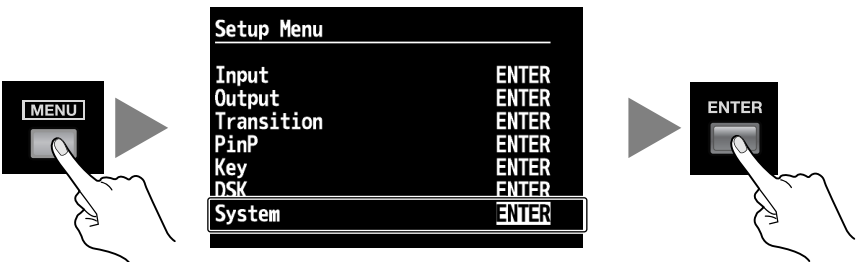 MENU
Setup Menu
Input ENTER
Output ENTER
Transition ENTER
PinP ENTER
Key ENTER
DSK ENTER
System ENTER
ENTER